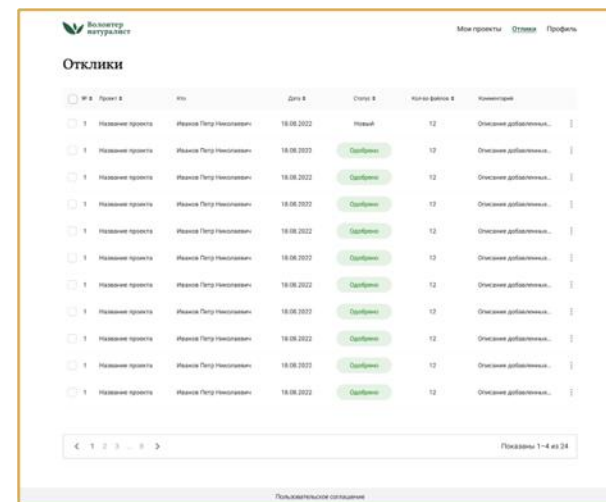 Волонтер
натуралист
Мои проекты Отлики Профиль
Отклики
№ Проект Кто Дата Статус Кол-во файлов Комментарий
1 Название проекта Иванов Петр Николаевич 18.08.2022 Новый 12 Описание добавленных...
1 Название проекта Иванов Петр Николаевич 18.08.2022 Одобрено 12 Описание добавленных...
1 Название проекта Иванов Петр Николаевич 18.08.2022 Одобрено 12 Описание добавленных...
1 Название проекта Иванов Петр Николаевич 18.08.2022 Одобрено 12 Описание добавленных...
1 Название проекта Иванов Петр Николаевич 18.08.2022 Одобрено 12 Описание добавленных...
1 Название проекта Иванов Петр Николаевич 18.08.2022 Одобрено 12 Описание добавленных...
1 Название проекта Иванов Петр Николаевич 18.08.2022 Одобрено 12 Описание добавленных...
1 Название проекта Иванов Петр Николаевич 18.08.2022 Одобрено 12 Описание добавленных...
1 Название проекта Иванов Петр Николаевич 18.08.2022 Одобрено 12 Описание добавленных...
1 Название проекта Иванов Петр Николаевич 18.08.2022 Одобрено 12 Описание добавленных...
1 Название проекта Иванов Петр Николаевич 18.08.2022 Одобрено 12 Описание добавленных...
1 2 3 ... 8 Показаны 1–4 из 24
Пользовательское соглашение